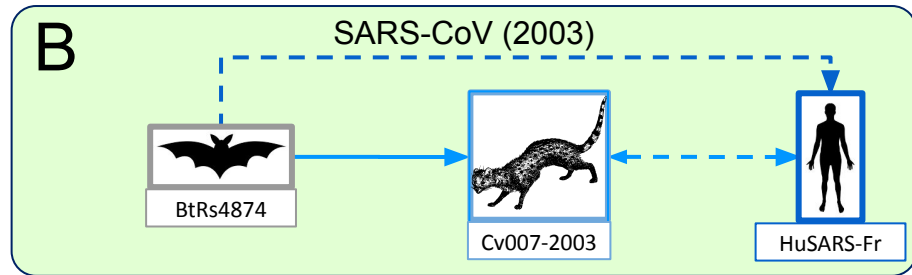 B
SARS-CoV (2003)
BtRs4874
Cv007-2003
HuSARS-Fr